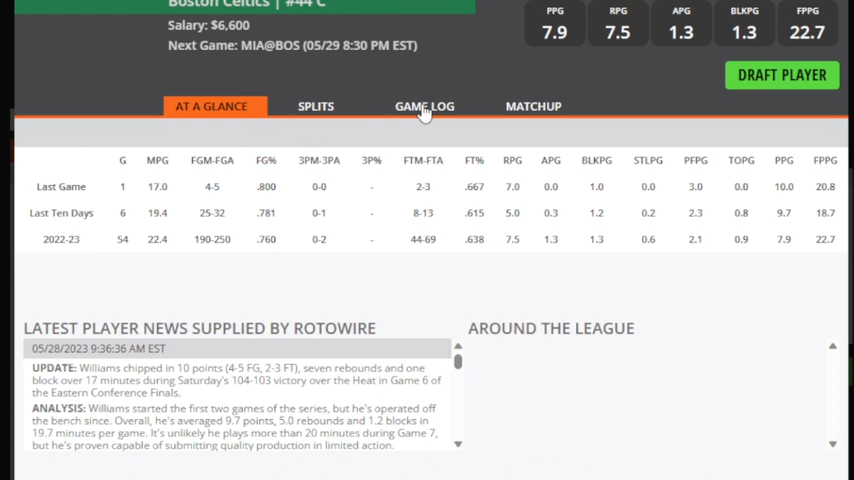 Boston Celtics | #44 C
Salary: $6,600
Next Game: MIA@BOS (05/29 8:30 PM EST)
PPG RPG APG BLKPG FPPG
7.9 7.5 1.3 1.3 22.7
DRAFT PLAYER
AT A GLANCE SPLITS GAME LOG MATCHUP
G MPG FGM-FGA FG% 3PM-3PA 3P% FTM-FTA FT% RPG APG BLKPG STLPG PFPG TOPG PPG FPPG
Last Game 1 17.0 4-5 .800 0-0 - 2-3 .667 7.0 0.0 1.0 0.0 3.0 0.0 10.0 20.8
Last Ten Days 6 19.4 25-32 .781 0-1 - 8-13 .615 5.0 0.3 1.2 0.2 2.3 0.8 9.7 18.7
2022-23 54 22.4 190-250 .760 0-2 - 44-69 .638 7.5 1.3 1.3 0.6 2.1 0.9 7.9 22.7
LATEST PLAYER NEWS SUPPLIED BY ROTOWIRE
05/28/2023 9:36:36 AM EST
UPDATE: Williams chipped in 10 points (4-5 FG, 2-3 FT), seven rebounds and one
block over 17 minutes during Saturday's 104-103 victory over the Heat in Game 6 of
the Eastern Conference Finals.
ANALYSIS: Williams started the first two games of the series, but he's operated off
the bench since. Overall, he's averaged 9.7 points, 5.0 rebounds and 1.2 blocks in
19.7 minutes per game. It's unlikely he plays more than 20 minutes during Game 7,
but he's proven capable of submitting quality production in limited action.
AROUND THE LEAGUE